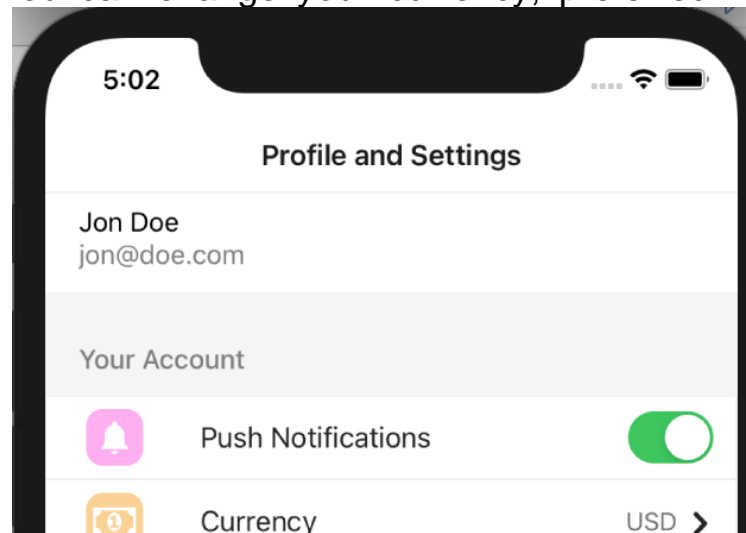 5:02
Profile and Settings
Jon Doe
jon@doe.com
Your Account
Push Notifications
Currency USD